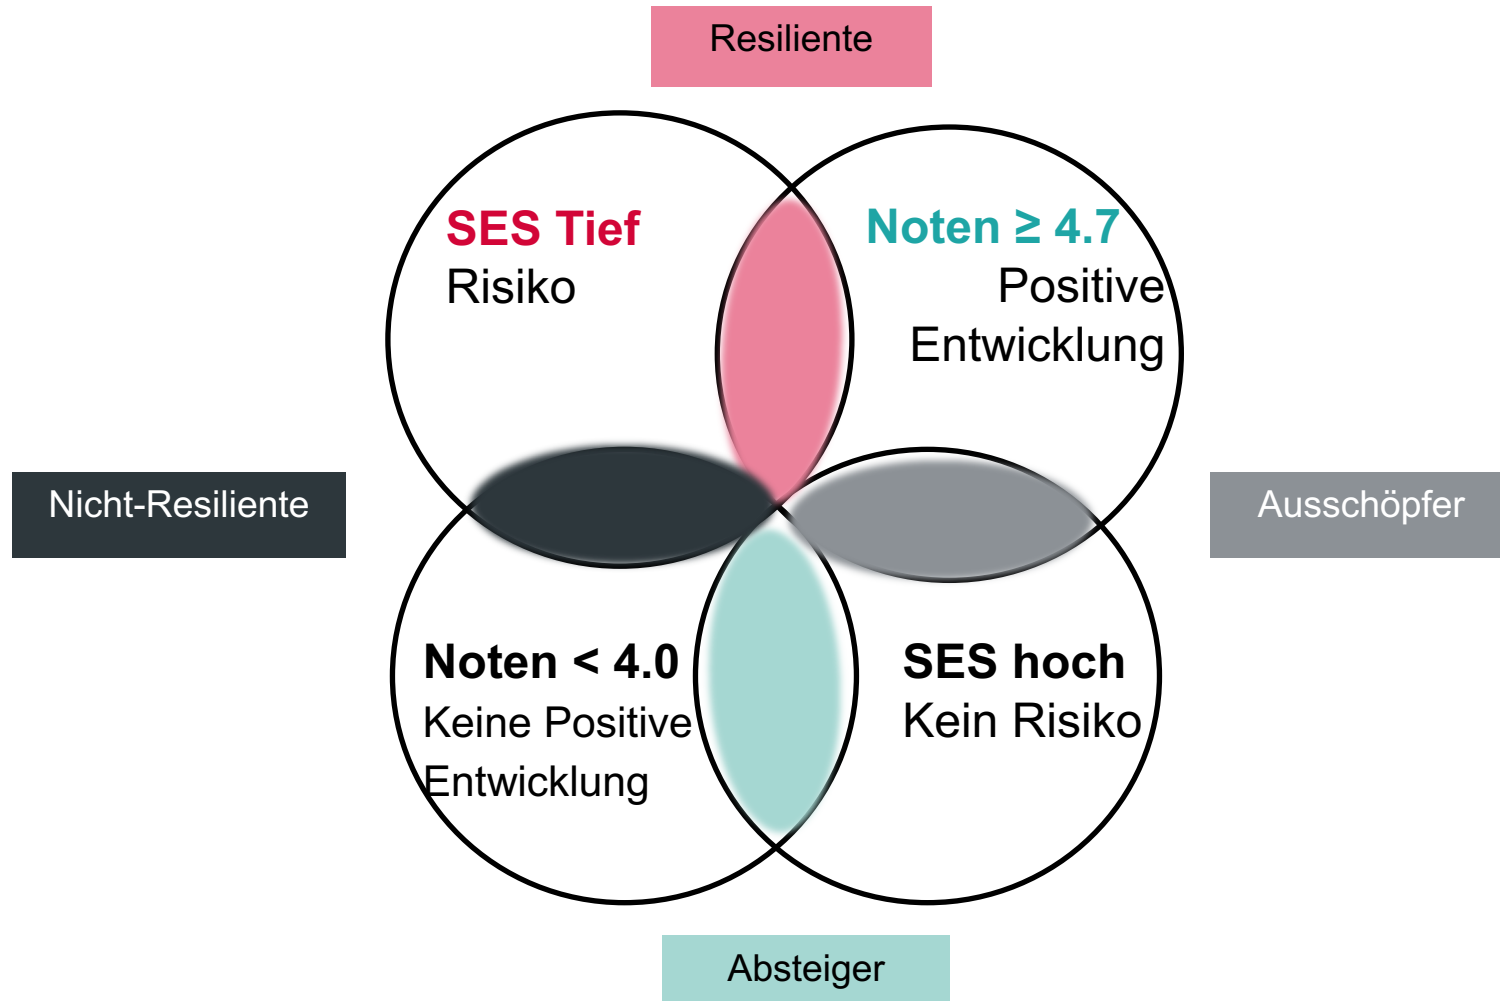 Resiliente
SES Tief
Risiko
Noten ≥ 4.7
Positive
Entwicklung
Nicht-Resiliente
Ausschöpfer
Noten < 4.0
Keine Positive
Entwicklung
SES hoch
Kein Risiko
Absteiger